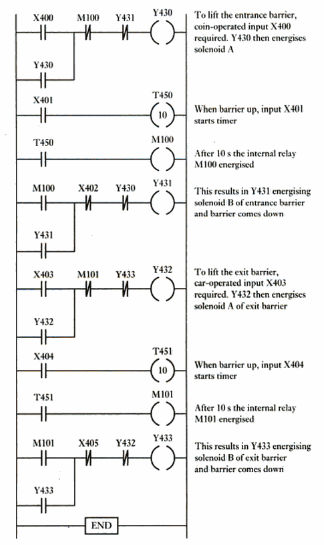 X400 M100 Y431 Y430
To lift the entrance barrier,
coin-operated input X400
required. Y430 then energises
solenoid A
Y430
X401 T450
10
When barrier up, input X401
starts timer
T450 M100
After 10 s the internal relay
M100 energised
M100 X402 Y430 Y431
This results in Y431 energising
solenoid B of entrance barrier
and barrier comes down
Y431
X403 M101 Y433 Y432
To lift the exit barrier,
car-operated input X403
required. Y432 then energises
solenoid A of exit barrier
Y432
X404 T451
10
When barrier up, input X404
starts timer
T451 M101
After 10 s the internal relay
M101 energised
M101 X405 Y432 Y433
This results in Y433 energising
solenoid B of exit barrier
and barrier comes down
Y433
END